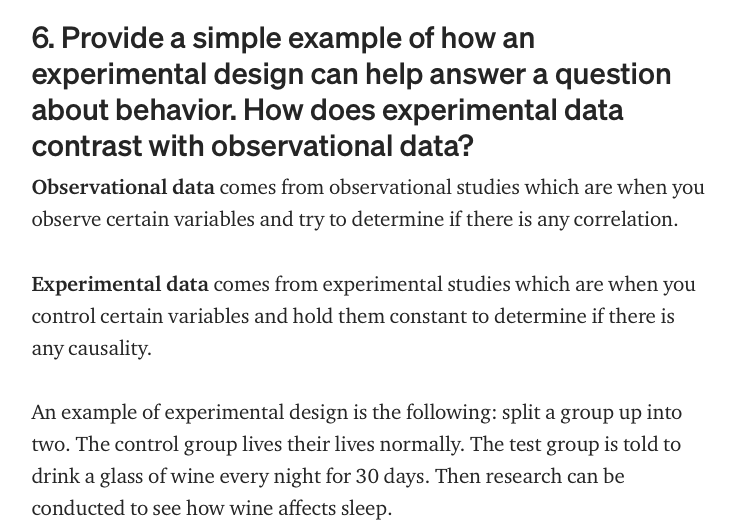 6. Provide a simple example of how an
experimental design can help answer a question
about behavior. How does experimental data
contrast with observational data?
Observational data comes from observational studies which are when you
observe certain variables and try to determine if there is any correlation.
Experimental data comes from experimental studies which are when you
control certain variables and hold them constant to determine if there is
any causality.
An example of experimental design is the following: split a group up into
two. The control group lives their lives normally. The test group is told to
drink a glass of wine every night for 30 days. Then research can be
conducted to see how wine affects sleep.